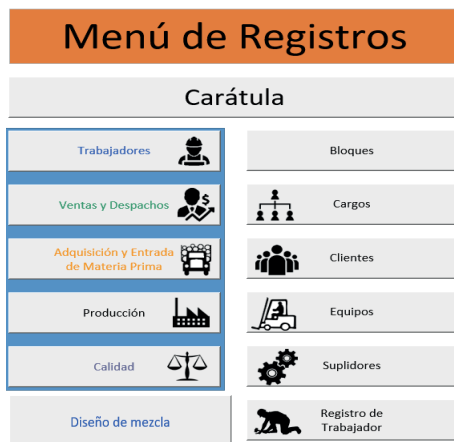 Menú de Registros
Carátula
Trabajadores
Ventas y Despachos
Adquisición y Entrada
de Materia Prima
Producción
Calidad
Diseño de mezcla
Bloques
Cargos
Clientes
Equipos
Suplidores
Registro de
Trabajador